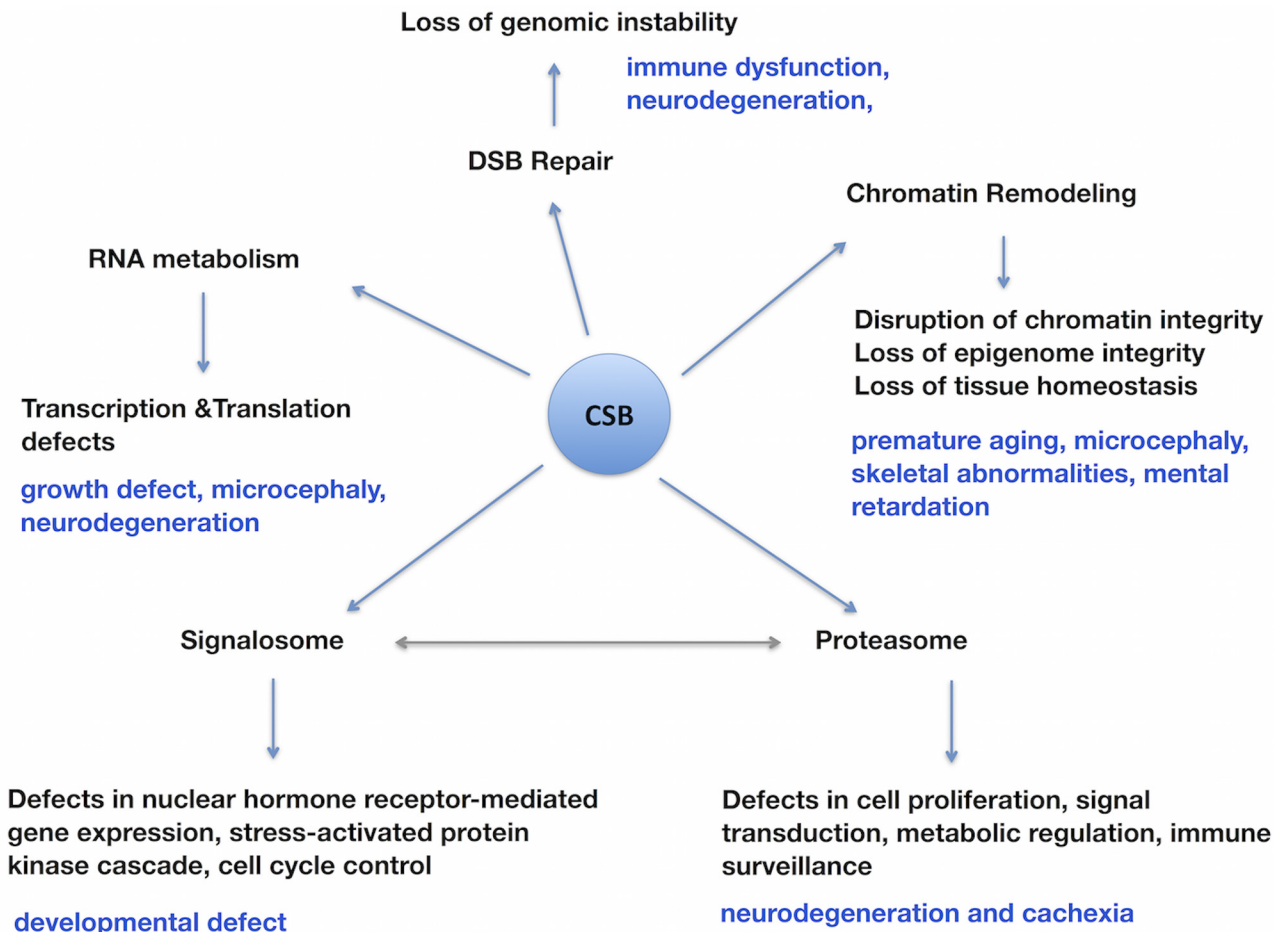 Loss of genomic instability
immune dysfunction,
neurodegeneration,
DSB Repair
Chromatin Remodeling
RNA metabolism
Disruption of chromatin integrity
Loss of epigenome integrity
Loss of tissue homeostasis
Transcription &Translation
defects
CSB
premature aging, microcephaly,
skeletal abnormalities, mental
retardation
growth defect, microcephaly,
neurodegeneration
Signalosome
Proteasome
Defects in nuclear hormone receptor-mediated
gene expression, stress-activated protein
kinase cascade, cell cycle control
developmental defect
Defects in cell proliferation, signal
transduction, metabolic regulation, immune
surveillance
neurodegeneration and cachexia